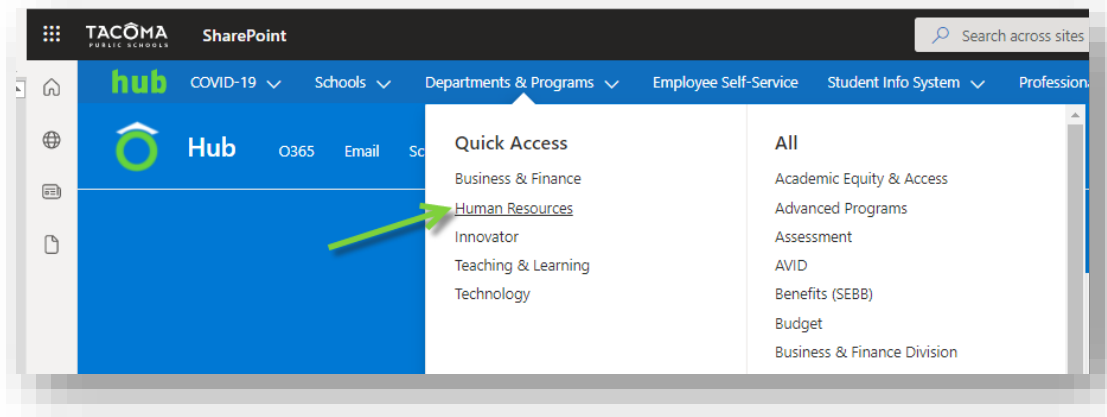 TACOMA SharePoint Search across sites
PUBLIC SCHOOLS
hub COVID-19 Schools Departments & Programs Employee Self-Service Student Info System Profession
Hub O365 Email Sc
Quick Access
Business & Finance
Human Resources
Innovator
Teaching & Learning
Technology
All
Academic Equity & Access
Advanced Programs
Assessment
AVID
Benefits (SEBB)
Budget
Business & Finance Division